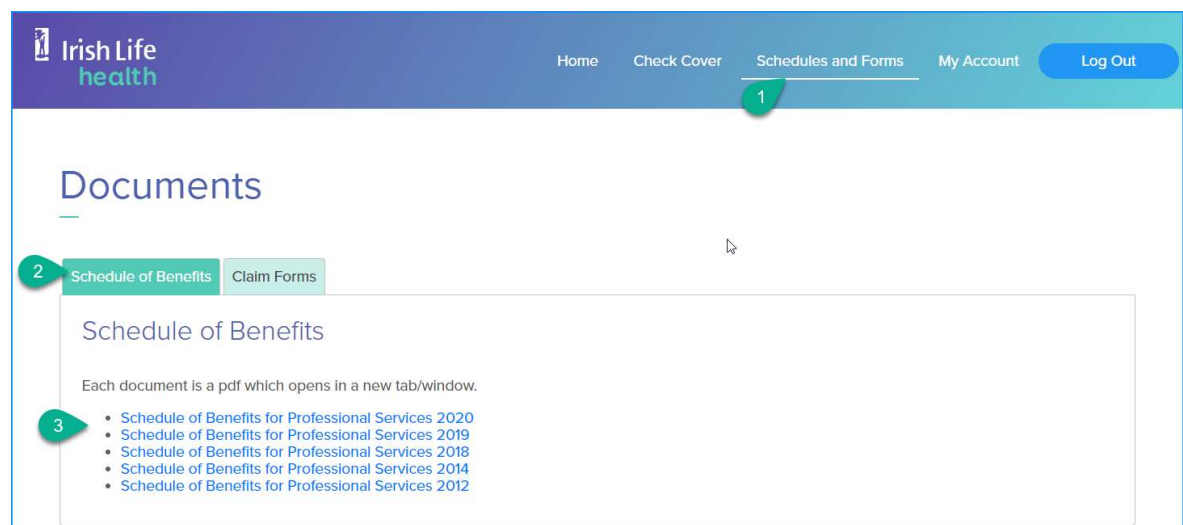 Irish Life
health
Home Check Cover Schedules and Forms My Account Log Out
1
Documents
2
Schedule of Benefits Claim Forms
Schedule of Benefits
Each document is a pdf which opens in a new tab/window.
3
• Schedule of Benefits for Professional Services 2020
• Schedule of Benefits for Professional Services 2019
• Schedule of Benefits for Professional Services 2018
• Schedule of Benefits for Professional Services 2014
• Schedule of Benefits for Professional Services 2012